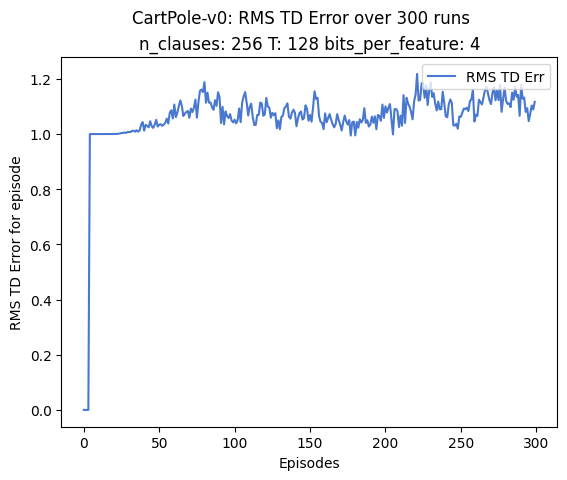 CartPole-v0: RMS TD Error over 300 runs
n_clauses: 256 T: 128 bits_per_feature: 4
RMS TD Err
1.2
1.0
0.8
0.6
0.4
0.2
0.0
RMS TD Error for episode
0 50 100 150 200 250 300
Episodes